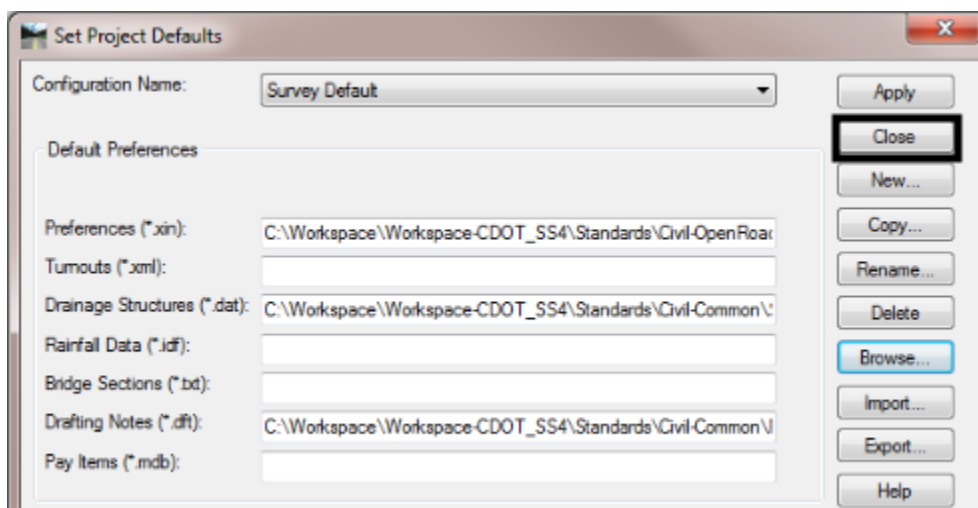 Set Project Defaults
Configuration Name: Survey Default
Apply
Close
Default Preferences
New...
Preferences (*.xin): C:\Workspace\Workspace-CDOT_SS4\Standards\Civil-OpenRoad
Copy...
Turnouts (*.xml):
Rename...
Drainage Structures (*.dat): C:\Workspace\Workspace-CDOT_SS4\Standards\Civil-Common\
Delete
Rainfall Data (*.idf):
Browse...
Bridge Sections (*.txt):
Import...
Drafting Notes (*.dft): C:\Workspace\Workspace-CDOT_SS4\Standards\Civil-Common\
Export...
Pay Items (*.mdb):
Help